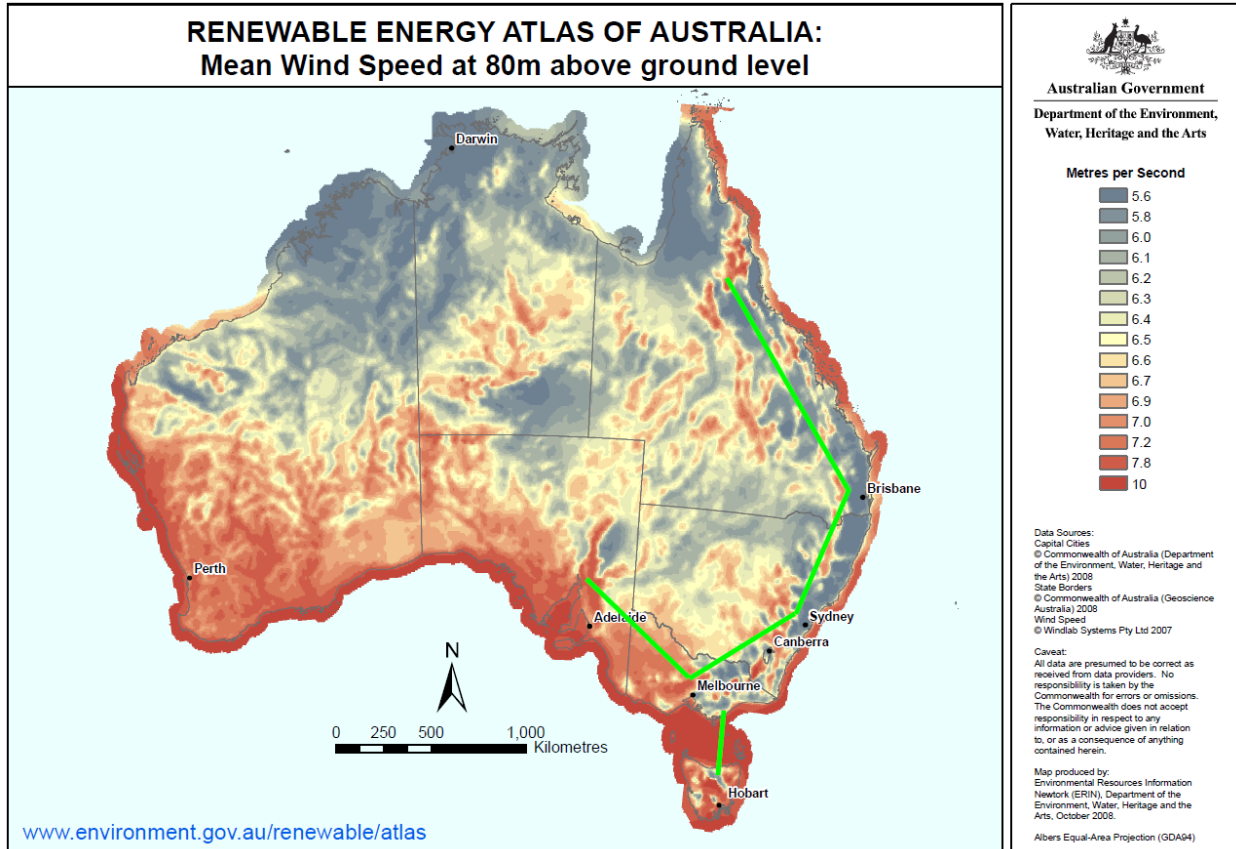 RENEWABLE ENERGY ATLAS OF AUSTRALIA:
Mean Wind Speed at 80m above ground level
Darwin
Brisbane
Perth
Adelaide
Sydney
Canberra
Melbourne
Hobart
N
0 250 500 1,000
Kilometres
www.environment.gov.au/renewable/atlas
Australian Government
Department of the Environment,
Water, Heritage and the Arts
Metres per Second
5.6
5.8
6.0
6.1
6.2
6.3
6.4
6.5
6.6
6.7
6.9
7.0
7.2
7.8
10
Data Sources:
Capital Cities
© Commonwealth of Australia (Department
of the Environment, Water, Heritage and
the Arts) 2008
State Borders
© Commonwealth of Australia (Geoscience
Australia) 2008
Wind Speed
© Windlab Systems Pty Ltd 2007
Caveat:
All data are presumed to be correct as
received from data providers. No
responsibility is taken by the
Commonwealth for errors or omissions.
The Commonwealth does not accept
responsibility in respect to any
information or advice given in relation
to, or as a consequence of anything
contained herein.
Map produced by:
Environmental Resources Information
Newtork (ERIN), Department of the
Environment, Water, Heritage and the
Arts, October 2008.
Albers Equal-Area Projection (GDA94)